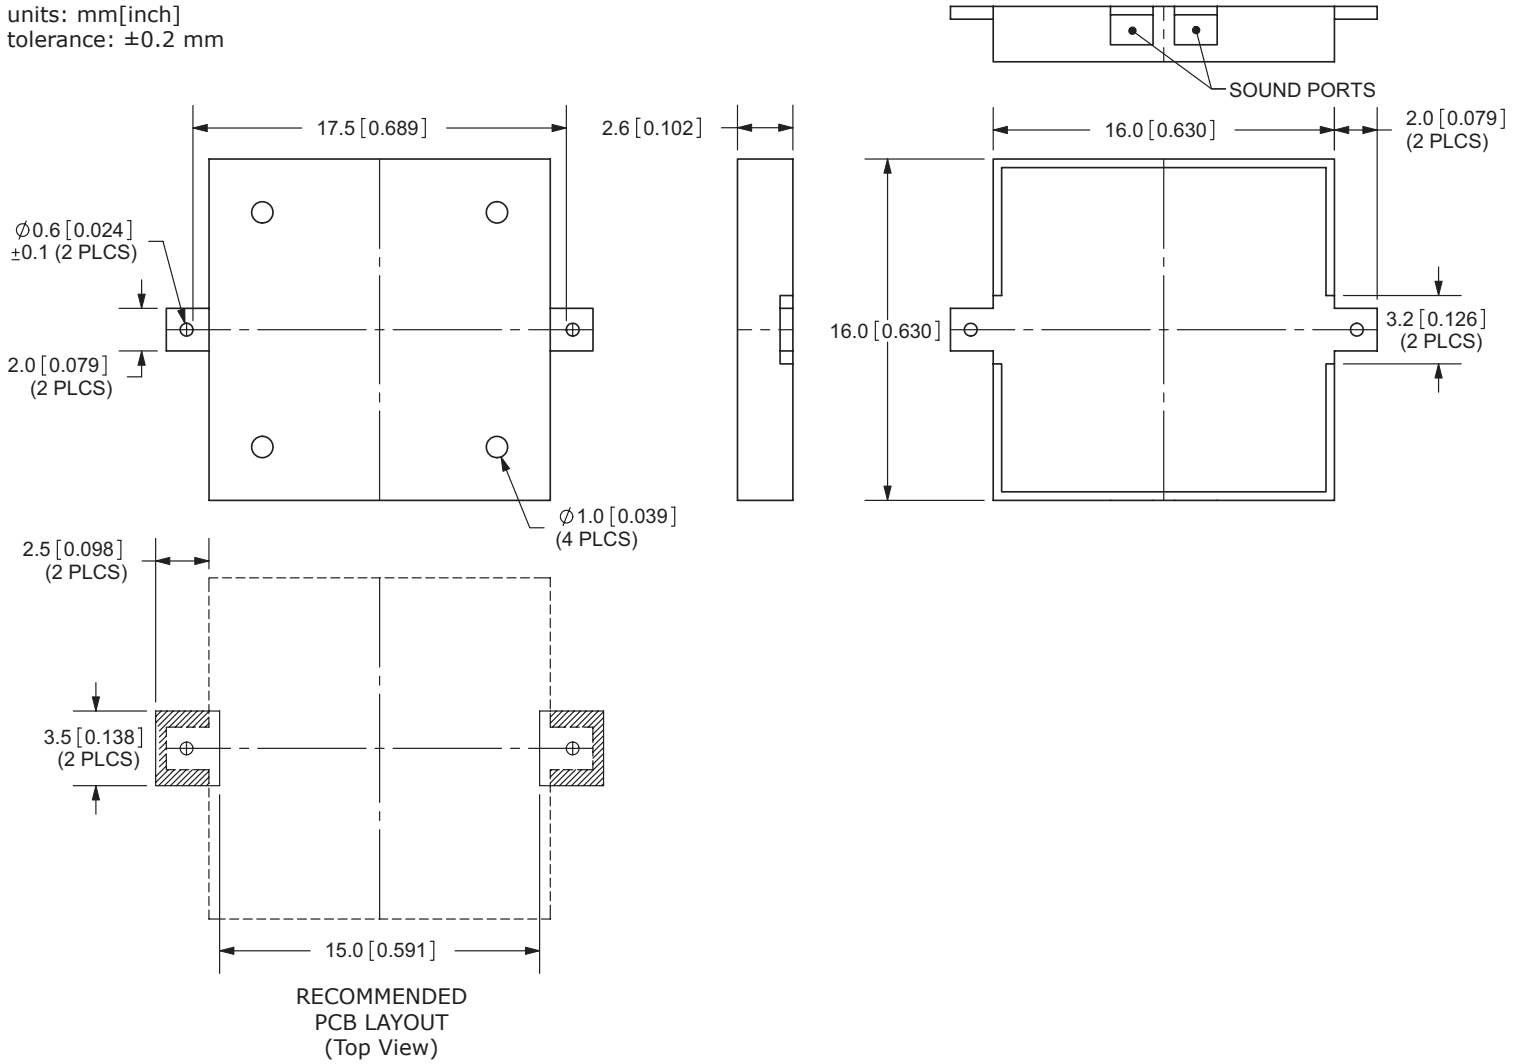 units: mm[inch]
tolerance: ±0.2 mm
SOUND PORTS
17.5 [0.689]
2.6 [0.102]
16.0 [0.630]
2.0 [0.079]
(2 PLCS)
Ø0.6 [0.024]
±0.1 (2 PLCS)
2.0 [0.079]
(2 PLCS)
16.0 [0.630]
3.2 [0.126]
(2 PLCS)
Ø1.0 [0.039]
(4 PLCS)
2.5 [0.098]
(2 PLCS)
3.5 [0.138]
(2 PLCS)
15.0 [0.591]
RECOMMENDED
PCB LAYOUT
(Top View)